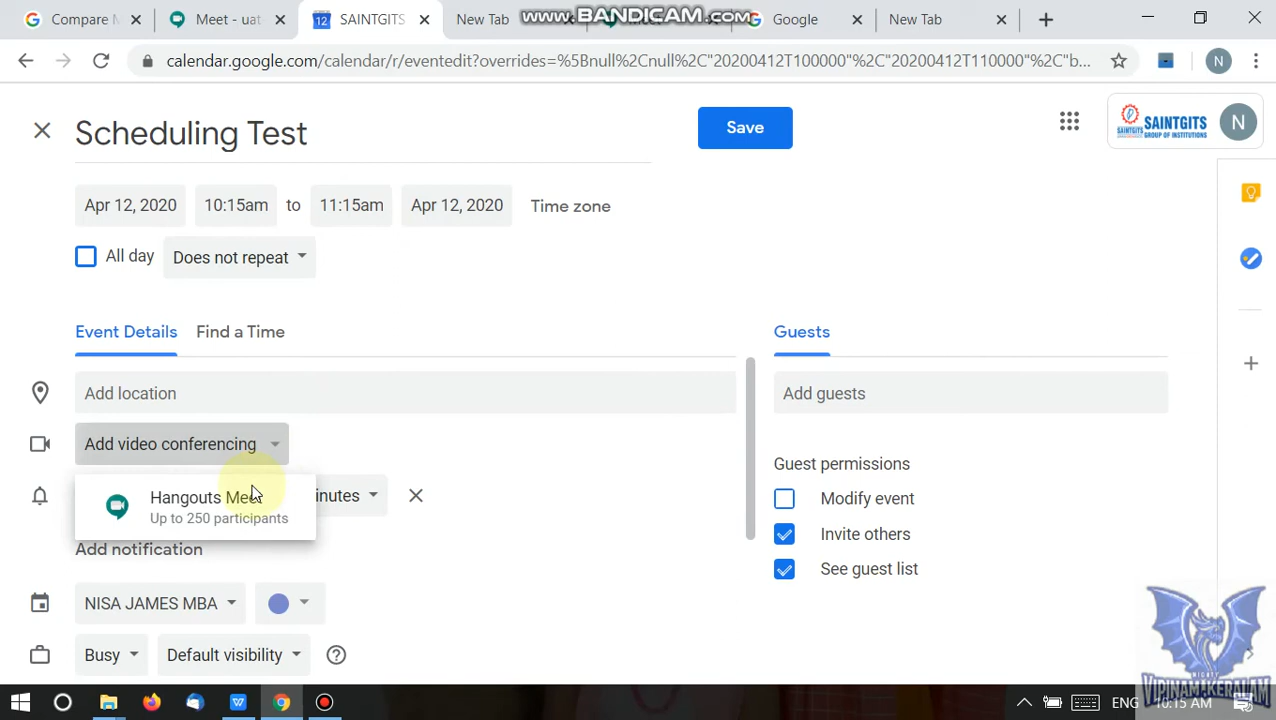 Compare M
Meet - uat
12 SAINTGITS
New Tab
www.BANDICAM.com
Google
New Tab
calendar.google.com/calendar/r/eventedit?overrides=%5Bnull%2Cnull%2C"20200412T100000"%2C"20200412T110000"%2C"b...
N
Scheduling Test
Save
SAINTGITS
GROUP OF INSTITUTIONS
N
Apr 12, 2020
10:15am
to
11:15am
Apr 12, 2020
Time zone
All day
Does not repeat
Event Details
Find a Time
Guests
Add location
Add guests
Add video conferencing
Guest permissions
Hangouts Meet
Up to 250 participants
inutes
Modify event
Invite others
Add notification
See guest list
NISA JAMES MBA
Busy
Default visibility
MIGHTY
VIPINAM.KERALAM
ENG
10:15 AM